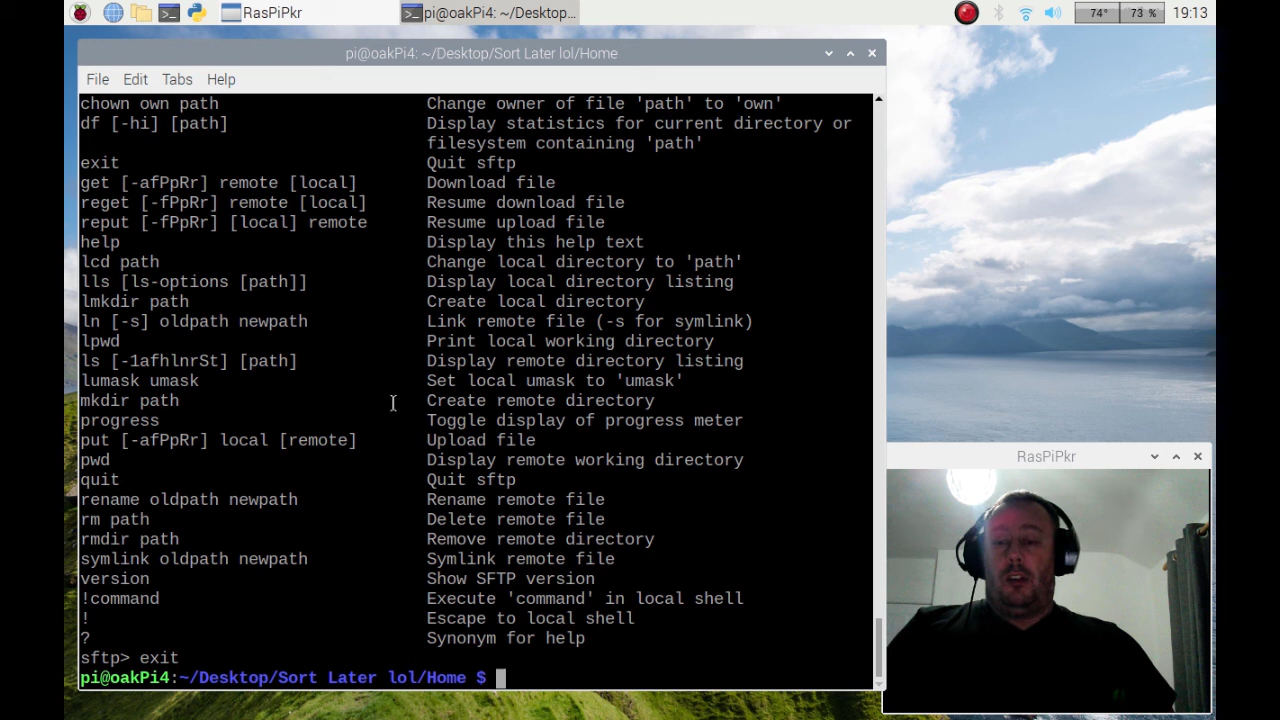 RasPiPkr
pi@oakPi4: ~/Desktop...
74°
73 %
19:13
pi@oakPi4: ~/Desktop/Sort Later lol/Home
File Edit Tabs Help
chown own path Change owner of file 'path' to 'own'
df [-hi] [path] Display statistics for current directory or
filesystem containing 'path'
exit Quit sftp
get [-afPpRr] remote [local] Download file
reget [-fPpRr] remote [local] Resume download file
reput [-fPpRr] [local] remote Resume upload file
help Display this help text
lcd path Change local directory to 'path'
lls [ls-options [path]] Display local directory listing
lmkdir path Create local directory
ln [-s] oldpath newpath Link remote file (-s for symlink)
lpwd Print local working directory
ls [-1afhlnrSt] [path] Display remote directory listing
lumask umask Set local umask to 'umask'
mkdir path Create remote directory
progress Toggle display of progress meter
put [-afPpRr] local [remote] Upload file
pwd Display remote working directory
quit Quit sftp
rename oldpath newpath Rename remote file
rm path Delete remote file
rmdir path Remove remote directory
symlink oldpath newpath Symlink remote file
version Show SFTP version
!command Execute 'command' in local shell
! Escape to local shell
? Synonym for help
sftp> exit
pi@oakPi4:~/Desktop/Sort Later lol/Home $
RasPiPkr